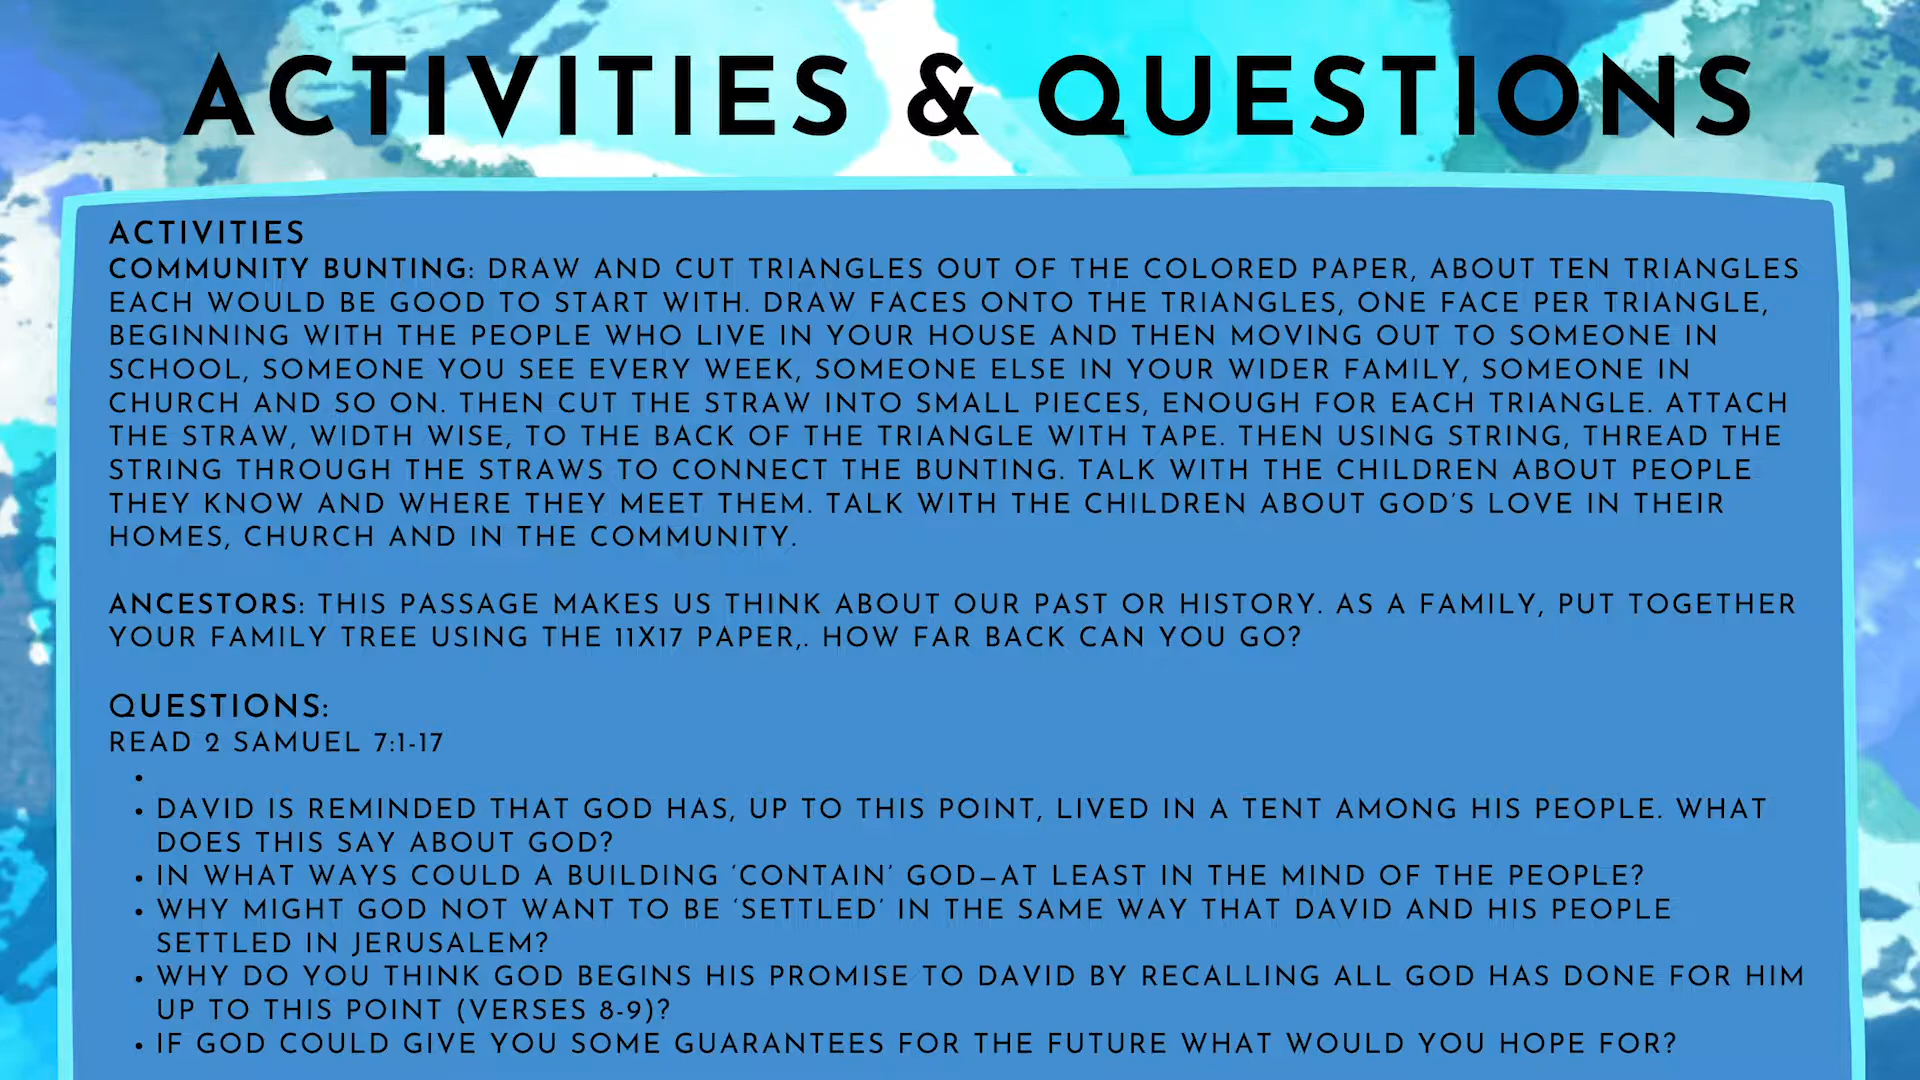 ACTIVITIES & QUESTIONS
ACTIVITIES
COMMUNITY BUNTING: DRAW AND CUT TRIANGLES OUT OF THE COLORED PAPER, ABOUT TEN TRIANGLES
EACH WOULD BE GOOD TO START WITH. DRAW FACES ONTO THE TRIANGLES, ONE FACE PER TRIANGLE,
BEGINNING WITH THE PEOPLE WHO LIVE IN YOUR HOUSE AND THEN MOVING OUT TO SOMEONE IN
SCHOOL, SOMEONE YOU SEE EVERY WEEK, SOMEONE ELSE IN YOUR WIDER FAMILY, SOMEONE IN
CHURCH AND SO ON. THEN CUT THE STRAW INTO SMALL PIECES, ENOUGH FOR EACH TRIANGLE. ATTACH
THE STRAW, WIDTH WISE, TO THE BACK OF THE TRIANGLE WITH TAPE. THEN USING STRING, THREAD THE
STRING THROUGH THE STRAWS TO CONNECT THE BUNTING. TALK WITH THE CHILDREN ABOUT PEOPLE
THEY KNOW AND WHERE THEY MEET THEM. TALK WITH THE CHILDREN ABOUT GOD'S LOVE IN THEIR
HOMES, CHURCH AND IN THE COMMUNITY.
ANCESTORS: THIS PASSAGE MAKES US THINK ABOUT OUR PAST OR HISTORY. AS A FAMILY, PUT TOGETHER
YOUR FAMILY TREE USING THE 11X17 PAPER,. HOW FAR BACK CAN YOU GO?
QUESTIONS:
READ 2 SAMUEL 7:1-17
•
• DAVID IS REMINDED THAT GOD HAS, UP TO THIS POINT, LIVED IN A TENT AMONG HIS PEOPLE. WHAT
DOES THIS SAY ABOUT GOD?
• IN WHAT WAYS COULD A BUILDING 'CONTAIN' GOD—AT LEAST IN THE MIND OF THE PEOPLE?
• WHY MIGHT GOD NOT WANT TO BE 'SETTLED' IN THE SAME WAY THAT DAVID AND HIS PEOPLE
SETTLED IN JERUSALEM?
• WHY DO YOU THINK GOD BEGINS HIS PROMISE TO DAVID BY RECALLING ALL GOD HAS DONE FOR HIM
UP TO THIS POINT (VERSES 8-9)?
• IF GOD COULD GIVE YOU SOME GUARANTEES FOR THE FUTURE WHAT WOULD YOU HOPE FOR?